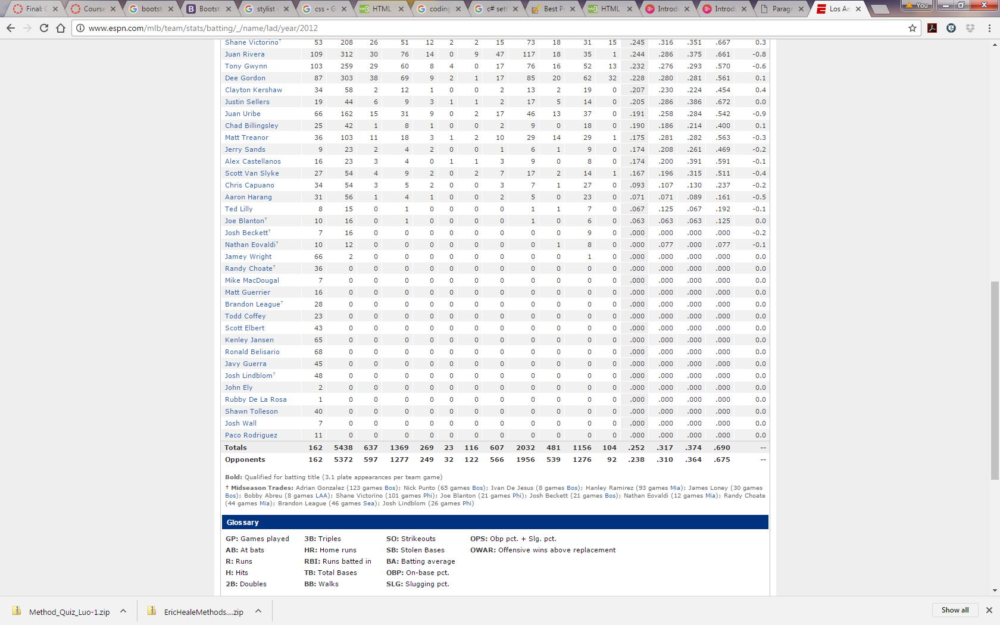 Final: C
Course
bootst
Bootst
stylist
css - G
HTML
coding
c# sett
Best P
HTML
Introdu
Introdu
Paragr
Los An
You
www.espn.com/mlb/team/stats/batting/_/name/lad/year/2012
Shane Victorino† 53 208 26 51 12 2 2 15 73 18 31 15 .245 .316 .351 .667 0.3
Juan Rivera 109 312 30 76 14 0 9 47 117 18 35 1 .244 .286 .375 .661 -0.8
Tony Gwynn 103 259 29 60 8 4 0 17 76 16 52 13 .232 .276 .293 .570 -0.6
Dee Gordon 87 303 38 69 9 2 1 17 85 20 62 32 .228 .280 .281 .561 0.1
Clayton Kershaw 34 58 2 12 1 0 0 2 13 2 19 0 .207 .230 .224 .454 0.4
Justin Sellers 19 44 6 9 3 1 1 2 17 5 14 0 .205 .286 .386 .672 0.0
Juan Uribe 66 162 15 31 9 0 2 17 46 13 37 0 .191 .258 .284 .542 -0.9
Chad Billingsley 25 42 1 8 1 0 0 2 9 0 18 0 .190 .186 .214 .400 0.1
Matt Treanor 36 103 11 18 3 1 2 10 29 14 29 1 .175 .281 .282 .563 -0.3
Jerry Sands 9 23 2 4 2 0 0 1 6 1 9 0 .174 .208 .261 .469 -0.2
Alex Castellanos 16 23 3 4 0 1 1 3 9 0 8 0 .174 .200 .391 .591 -0.1
Scott Van Slyke 27 54 4 9 2 0 2 7 17 2 14 1 .167 .196 .315 .511 -0.4
Chris Capuano 34 54 3 5 2 0 0 3 7 1 27 0 .093 .107 .130 .237 -0.2
Aaron Harang 31 56 1 4 1 0 0 2 5 0 23 0 .071 .071 .089 .161 -0.5
Ted Lilly 8 15 0 1 0 0 0 0 1 1 7 0 .067 .125 .067 .192 -0.1
Joe Blanton† 10 16 0 1 0 0 0 0 1 0 6 0 .063 .063 .063 .125 0.0
Josh Beckett† 7 16 0 0 0 0 0 0 0 0 9 0 .000 .000 .000 .000 -0.2
Nathan Eovaldi† 10 12 0 0 0 0 0 0 0 1 8 0 .000 .077 .000 .077 -0.1
Jamey Wright 66 2 0 0 0 0 0 0 0 0 1 0 .000 .000 .000 .000 0.0
Randy Choate† 36 0 0 0 0 0 0 0 0 0 0 0 .000 .000 .000 .000 0.0
Mike MacDougal 7 0 0 0 0 0 0 0 0 0 0 0 .000 .000 .000 .000 0.0
Matt Guerrier 16 0 0 0 0 0 0 0 0 0 0 0 .000 .000 .000 .000 0.0
Brandon League† 28 0 0 0 0 0 0 0 0 0 0 0 .000 .000 .000 .000 0.0
Todd Coffey 23 0 0 0 0 0 0 0 0 0 0 0 .000 .000 .000 .000 0.0
Scott Elbert 43 0 0 0 0 0 0 0 0 0 0 0 .000 .000 .000 .000 0.0
Kenley Jansen 65 0 0 0 0 0 0 0 0 0 0 0 .000 .000 .000 .000 0.0
Ronald Belisario 68 0 0 0 0 0 0 0 0 0 0 0 .000 .000 .000 .000 0.0
Javy Guerra 45 0 0 0 0 0 0 0 0 0 0 0 .000 .000 .000 .000 0.0
Josh Lindblom† 48 0 0 0 0 0 0 0 0 0 0 0 .000 .000 .000 .000 0.0
John Ely 2 0 0 0 0 0 0 0 0 0 0 0 .000 .000 .000 .000 0.0
Rubby De La Rosa 1 0 0 0 0 0 0 0 0 0 0 0 .000 .000 .000 .000 0.0
Shawn Tolleson 40 0 0 0 0 0 0 0 0 0 0 0 .000 .000 .000 .000 0.0
Josh Wall 7 0 0 0 0 0 0 0 0 0 0 0 .000 .000 .000 .000 0.0
Paco Rodriguez 11 0 0 0 0 0 0 0 0 0 0 0 .000 .000 .000 .000 0.0
Totals 162 5438 637 1369 269 23 116 607 2032 481 1156 104 .252 .317 .374 .690 --
Opponents 162 5372 597 1277 249 32 122 566 1956 539 1276 92 .238 .310 .364 .675 --
Bold: Qualified for batting title (3.1 plate appearances per team game)
† Midseason Trades: Adrian Gonzalez (123 games Bos); Nick Punto (65 games Bos); Ivan De Jesus (8 games Bos); Hanley Ramirez (93 games Mia); James Loney (30 games
Bos); Bobby Abreu (8 games LAA); Shane Victorino (101 games Phi); Joe Blanton (21 games Phi); Josh Beckett (21 games Bos); Nathan Eovaldi (12 games Mia); Randy Choate
(44 games Mia); Brandon League (46 games Sea); Josh Lindblom (26 games Phi)
Glossary
GP: Games played 3B: Triples SO: Strikeouts OPS: Obp pct. + Slg. pct.
AB: At bats HR: Home runs SB: Stolen Bases OWAR: Offensive wins above replacement
R: Runs RBI: Runs batted in BA: Batting average
H: Hits TB: Total Bases OBP: On-base pct.
2B: Doubles BB: Walks SLG: Slugging pct.
Method_Quiz_Luo-1.zip
EricHealeMethods....zip
Show all